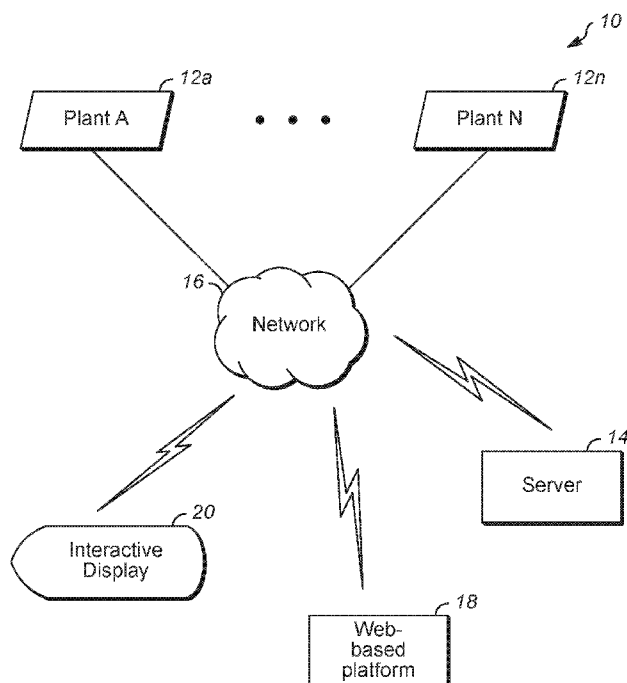 10
12a
12n
Plant A
Plant N
16
Network
14
Server
20
Interactive
Display
18
Web-
based
platform